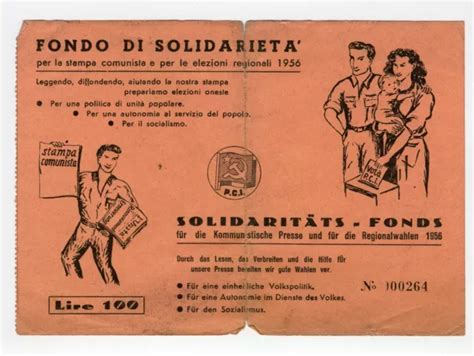 FONDO DI SOLIDARIETA'
per la stampa comunista e per le elezioni regionali 1956
Leggendo, diffondendo, aiutando la nostra stampa
prepariamo elezioni oneste
● Per una politica di unità popolare.
● Per una autonomia al servizio del popolo.
● Per il socialismo.
stampa
comunista
l'Unità
P.C.I.
Vota
P.C.I.
SOLIDARITÄTS - FONDS
für die Kommunistische Presse und für die Regionalwahlen 1956
Durch das Lesen, das Verbreiten und die Hilfe für
unsere Presse bereiten wir gute Wahlen ver.
● Für eine einheitliche Volkspolitik.
● Für eine Autonomie im Dienste des Volkes.
● Für den Sozialismus.
Lire 100
No 000264